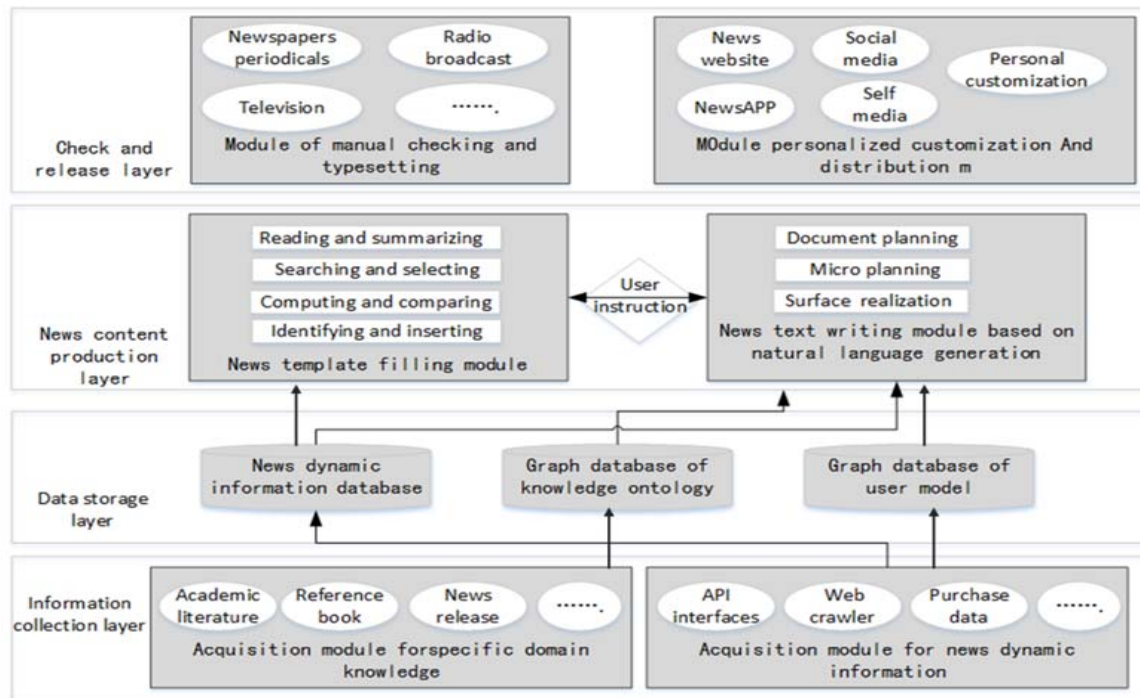 Newspapers
periodicals
Radio
broadcast
Television
…….
Module of manual checking and
typesetting
News
website
Social
media
Personal
customization
NewsAPP
Self
media
MOdule personalized customization And
distribution m
Check and
release layer
Reading and summarizing
Searching and selecting
Computing and comparing
Identifying and inserting
News template filling module
User
instruction
Document planning
Micro planning
Surface realization
News text writing module based on
natural language generation
News content
production
layer
News dynamic
information database
Graph database of
knowledge ontology
Graph database of
user model
Data storage
layer
Information
collection layer
Academic
literature
Reference
book
News
release
…….
Acquisition module forspecific domain
knowledge
API
interfaces
Web
crawler
Purchase
data
…….
Acquisition module for news dynamic
information